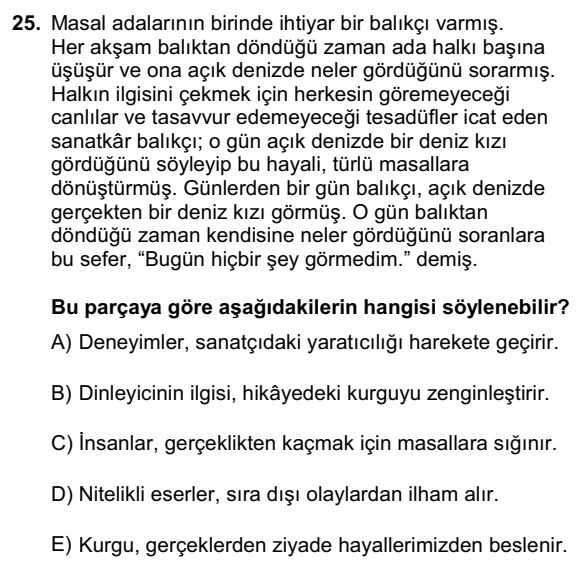 25. Masal adalarının birinde ihtiyar bir balıkçı varmış.
Her akşam balıktan döndüğü zaman ada halkı başına
üşüşür ve ona açık denizde neler gördüğünü sorarmış.
Halkın ilgisini çekmek için herkesin göremeyeceği
canlılar ve tasavvur edemeyeceği tesadüfler icat eden
sanatkâr balıkçı; o gün açık denizde bir deniz kızı
gördüğünü söyleyip bu hayali, türlü masallara
dönüştürmüş. Günlerden bir gün balıkçı, açık denizde
gerçekten bir deniz kızı görmüş. O gün balıktan
döndüğü zaman kendisine neler gördüğünü soranlara
bu sefer, “Bugün hiçbir şey görmedim.” demiş.
Bu parçaya göre aşağıdakilerin hangisi söylenebilir?
A) Deneyimler, sanatçıdaki yaratıcılığı harekete geçirir.
B) Dinleyicinin ilgisi, hikâyedeki kurguyu zenginleştirir.
C) İnsanlar, gerçeklikten kaçmak için masallara sığınır.
D) Nitelikli eserler, sıra dışı olaylardan ilham alır.
E) Kurgu, gerçeklerden ziyade hayallerimizden beslenir.